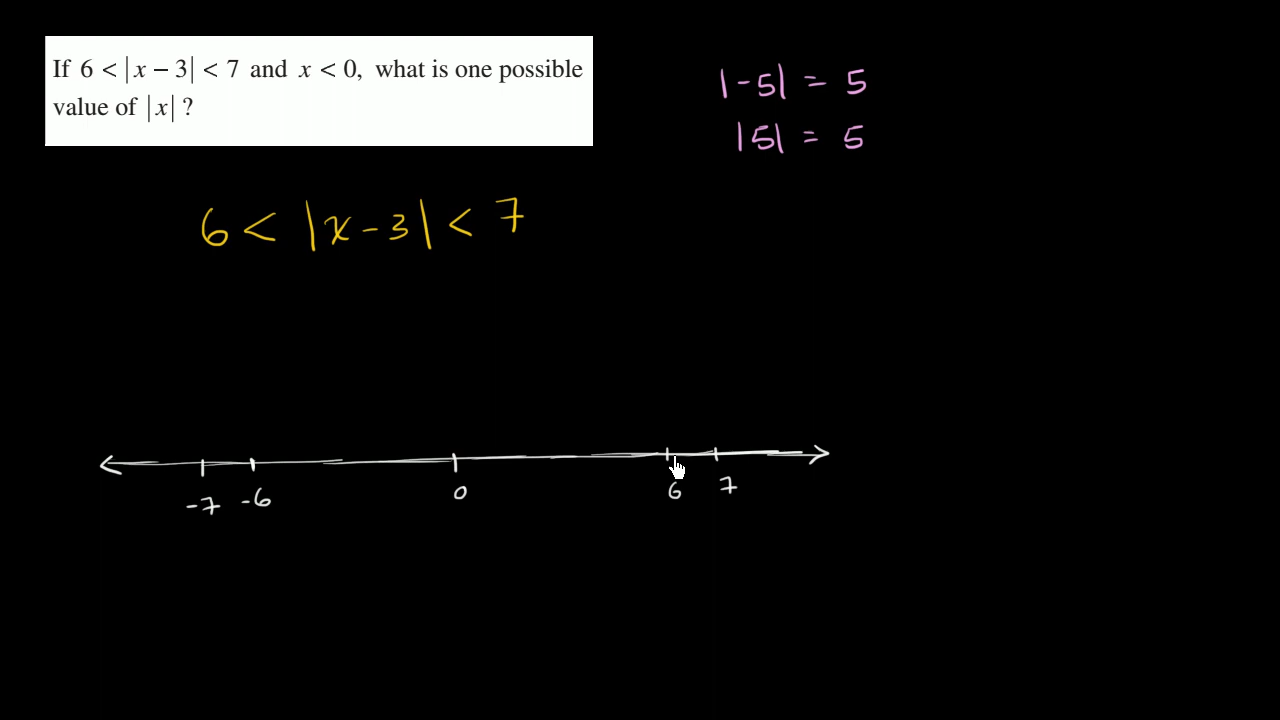 If 6 < |x − 3| < 7 and x < 0, what is one possible
value of |x| ?
|-5| = 5
|5| = 5
6 < |x-3| < 7
-7 -6 0 6 7